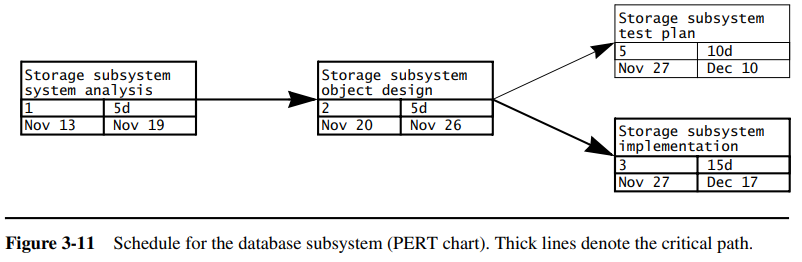 Storage subsystem
system analysis
1 5d
Nov 13 Nov 19
Storage subsystem
object design
2 5d
Nov 20 Nov 26
Storage subsystem
test plan
5 10d
Nov 27 Dec 10
Storage subsystem
implementation
3 15d
Nov 27 Dec 17
Figure 3-11 Schedule for the database subsystem (PERT chart). Thick lines denote the critical path.